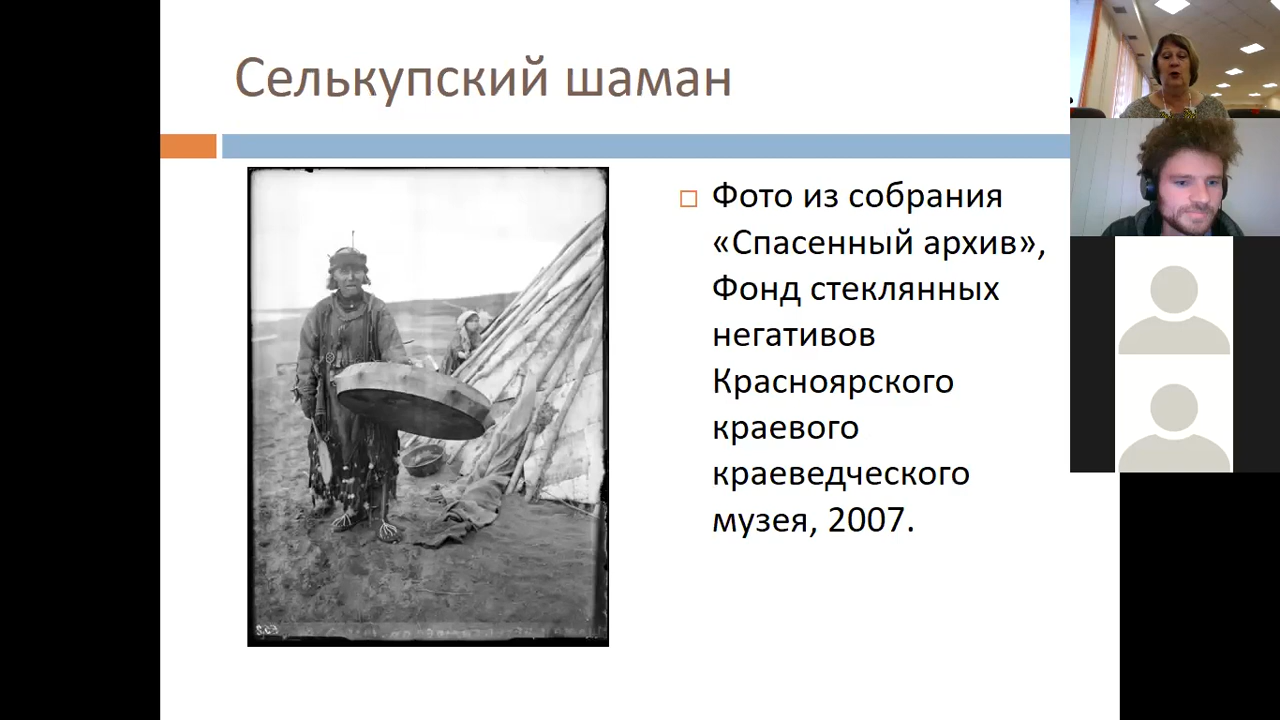 Селькупский шаман
Фото из собрания
«Спасенный архив»,
Фонд стеклянных
негативов
Красноярского
краевого
краеведческого
музея, 2007.